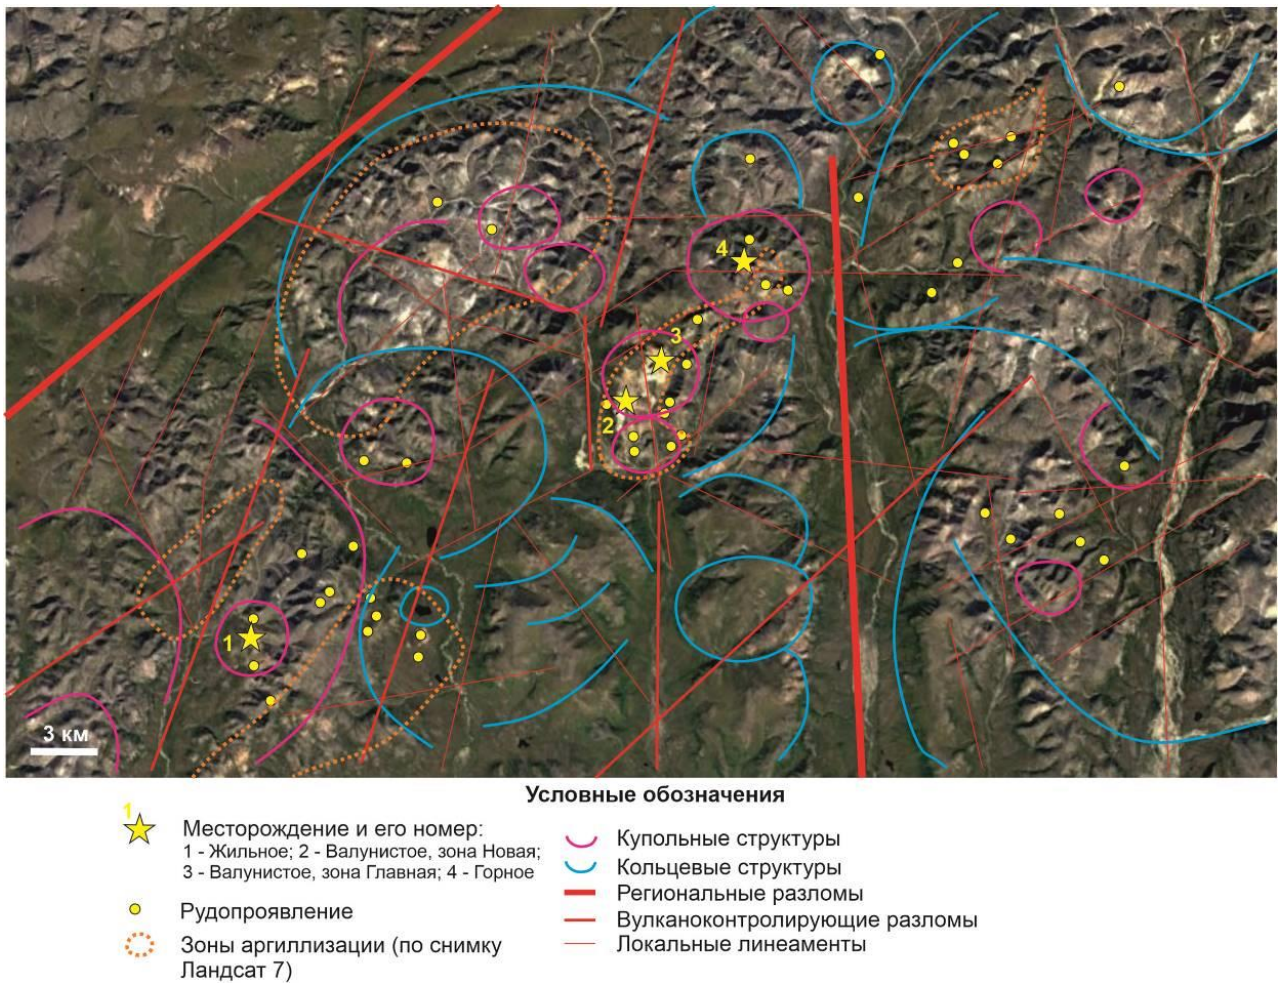 4
3
2
1
3 км
Условные обозначения
1
Месторождение и его номер:
1 - Жильное; 2 - Валунистое, зона Новая;
3 - Валунистое, зона Главная; 4 - Горное
Рудопроявление
Зоны аргиллизации (по снимку
Ландсат 7)
Купольные структуры
Кольцевые структуры
Региональные разломы
Вулканоконтролирующие разломы
Локальные линеаменты